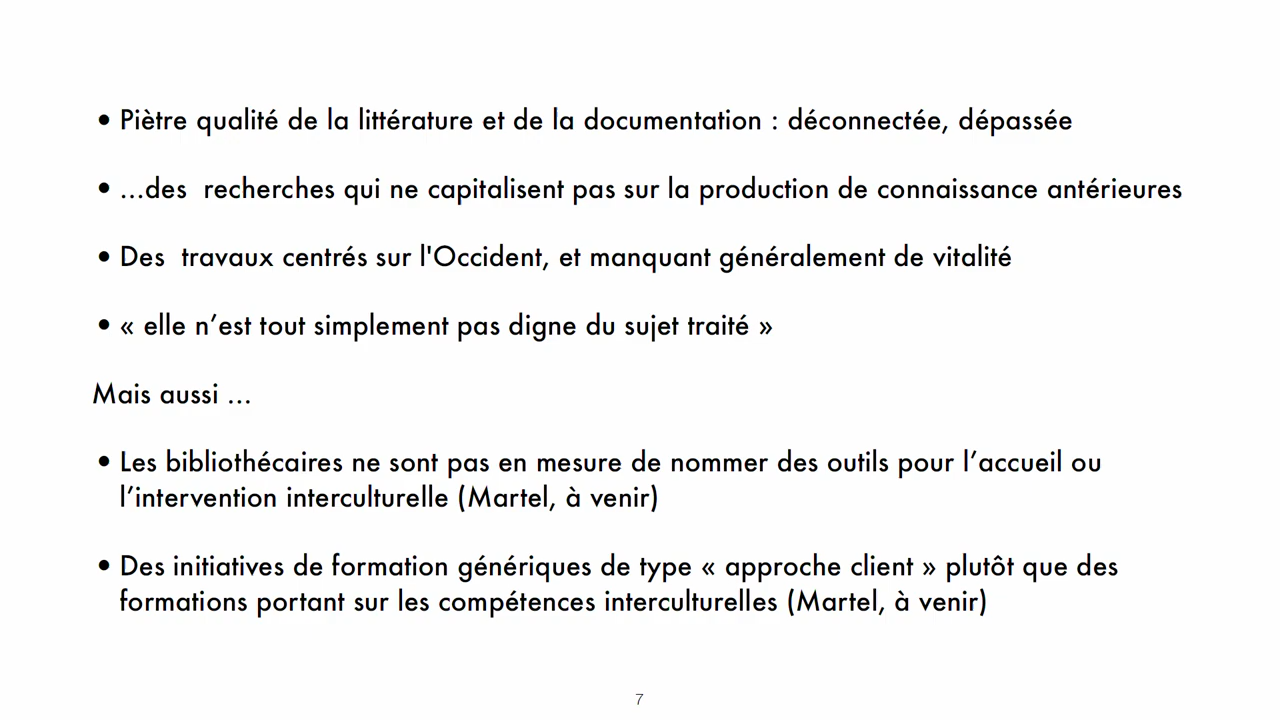 • Piètre qualité de la littérature et de la documentation : déconnectée, dépassée
• ...des  recherches qui ne capitalisent pas sur la production de connaissance antérieures
• Des  travaux centrés sur l'Occident, et manquant généralement de vitalité
• « elle n’est tout simplement pas digne du sujet traité »
Mais aussi ...
• Les bibliothécaires ne sont pas en mesure de nommer des outils pour l’accueil ou
l’intervention interculturelle (Martel, à venir)
• Des initiatives de formation génériques de type « approche client » plutôt que des
formations portant sur les compétences interculturelles (Martel, à venir)
7